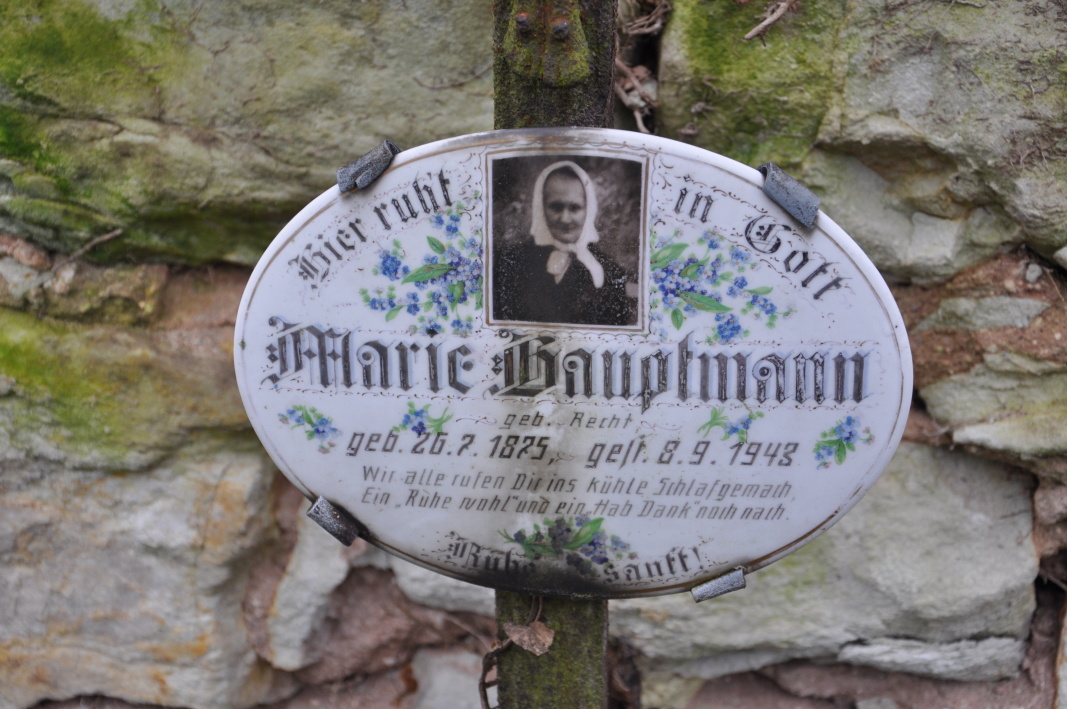 Hier ruht in Gott
Marie Hauptmann
geb. Recht,
geb. 26.7.1875, gest. 8.9.1943
Wir alle rufen Dir ins kühle Schlafgemach,
Ein „Ruhe wohl" und ein „Hab Dank" noch nach.
Ruhe sanft!